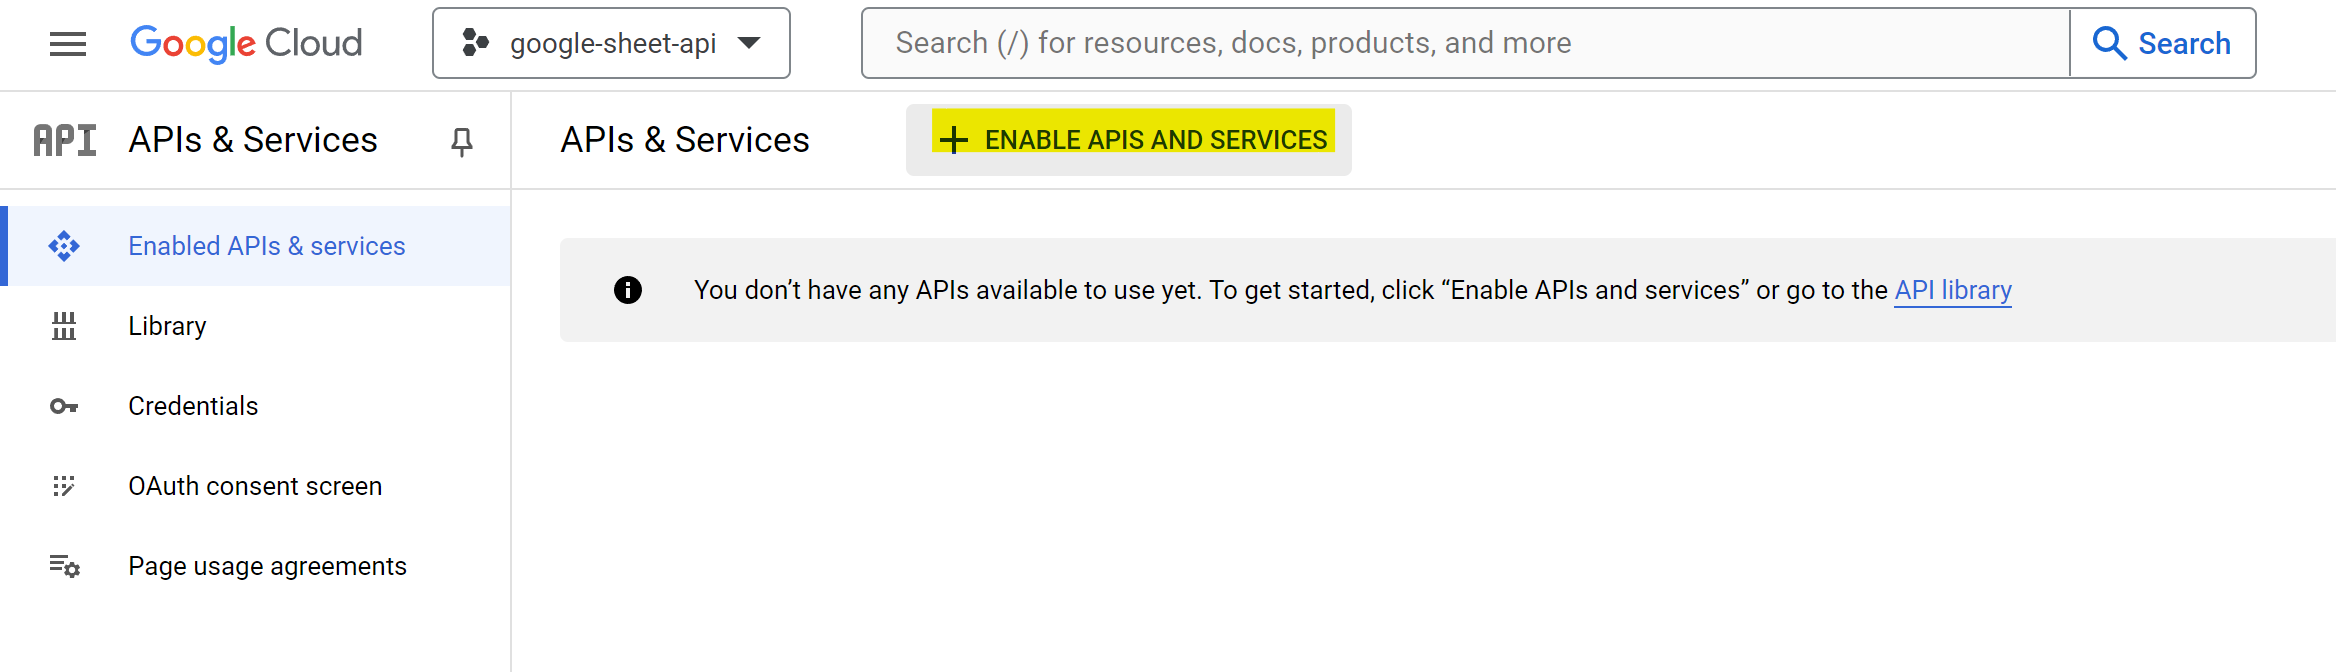 Google Cloud
google-sheet-api
Search (/) for resources, docs, products, and more
Search
API
APIs & Services
APIs & Services
ENABLE APIS AND SERVICES
Enabled APIs & services
Library
Credentials
OAuth consent screen
Page usage agreements
You don’t have any APIs available to use yet. To get started, click “Enable APIs and services” or go to the API library